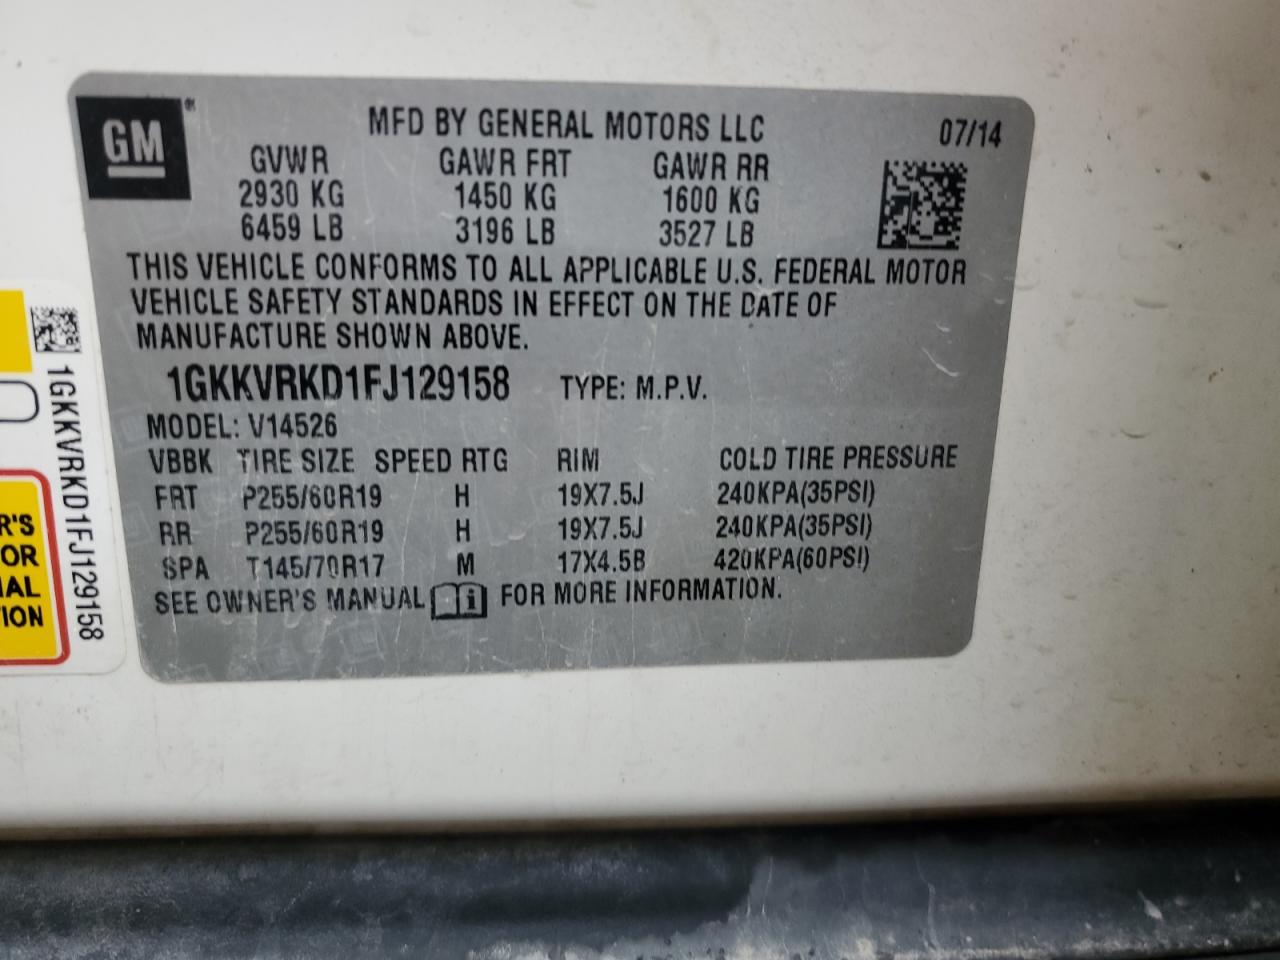 GM
MFD BY GENERAL MOTORS LLC 07/14
GVWR GAWR FRT GAWR RR
2930 KG 1450 KG 1600 KG
6459 LB 3196 LB 3527 LB
THIS VEHICLE CONFORMS TO ALL APPLICABLE U.S. FEDERAL MOTOR
VEHICLE SAFETY STANDARDS IN EFFECT ON THE DATE OF
MANUFACTURE SHOWN ABOVE.
1GKKVRKD1FJ129158 TYPE: M.P.V.
MODEL: V14526
VBBK TIRE SIZE SPEED RTG RIM COLD TIRE PRESSURE
FRT P255/60R19 H 19X7.5J 240KPA(35PSI)
RR P255/60R19 H 19X7.5J 240KPA(35PSI)
SPA T145/70R17 M 17X4.5B 420KPA(60PSI)
SEE OWNER'S MANUAL i FOR MORE INFORMATION.
1GKKVRKD1FJ129158
R'S
OR
IAL
ION